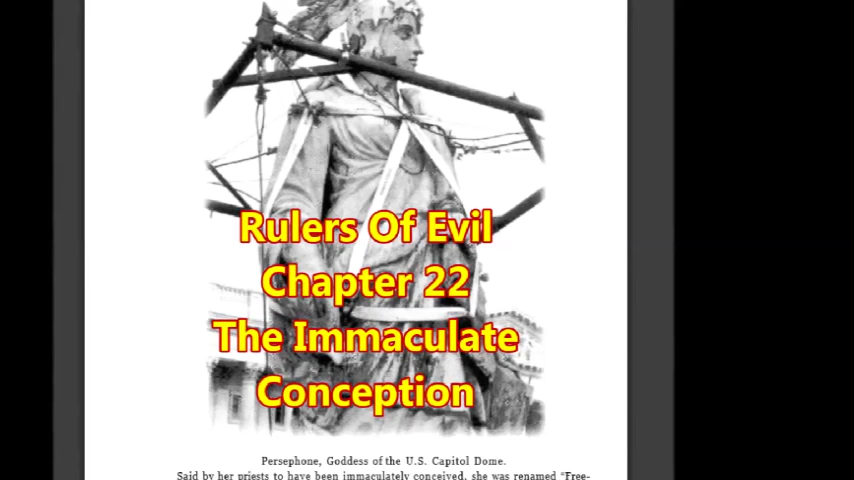 Rulers Of Evil
Chapter 22
The Immaculate
Conception
Persephone, Goddess of the U.S. Capitol Dome.
Said by her priests to have been immaculately conceived, she was renamed "Free-